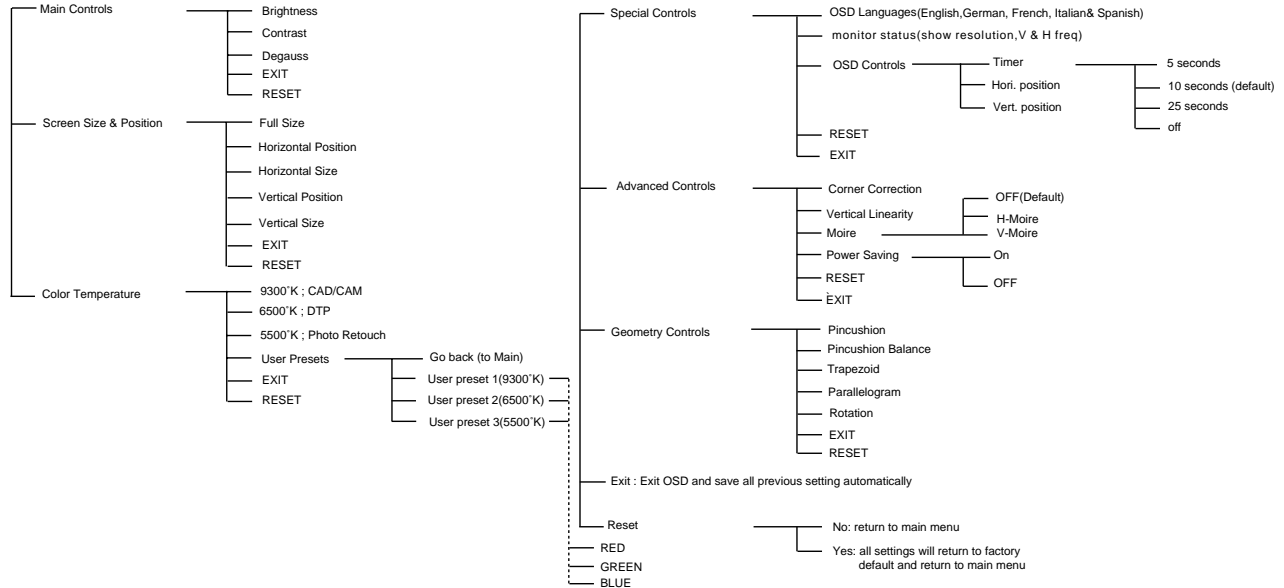 Main Controls
Brightness
Contrast
Degauss
EXIT
RESET
Screen Size & Position
Full Size
Horizontal Position
Horizontal Size
Vertical Position
Vertical Size
EXIT
RESET
Color Temperature
9300˚K ; CAD/CAM
6500˚K ; DTP
5500˚K ; Photo Retouch
User Presets
Go back (to Main)
User preset 1(9300˚K)
User preset 2(6500˚K)
User preset 3(5500˚K)
EXIT
RESET
RED
GREEN
BLUE
Special Controls
OSD Languages(English,German, French, Italian& Spanish)
monitor status(show resolution,V & H freq)
OSD Controls
Timer
5 seconds
10 seconds (default)
25 seconds
off
Hori. position
Vert. position
RESET
EXIT
Advanced Controls
Corner Correction
Vertical Linearity
Moire
OFF(Default)
H-Moire
V-Moire
Power Saving
On
OFF
RESET
EXIT
Geometry Controls
Pincushion
Pincushion Balance
Trapezoid
Parallelogram
Rotation
EXIT
RESET
Exit : Exit OSD and save all previous setting automatically
Reset
No: return to main menu
Yes: all settings will return to factory
default and return to main menu